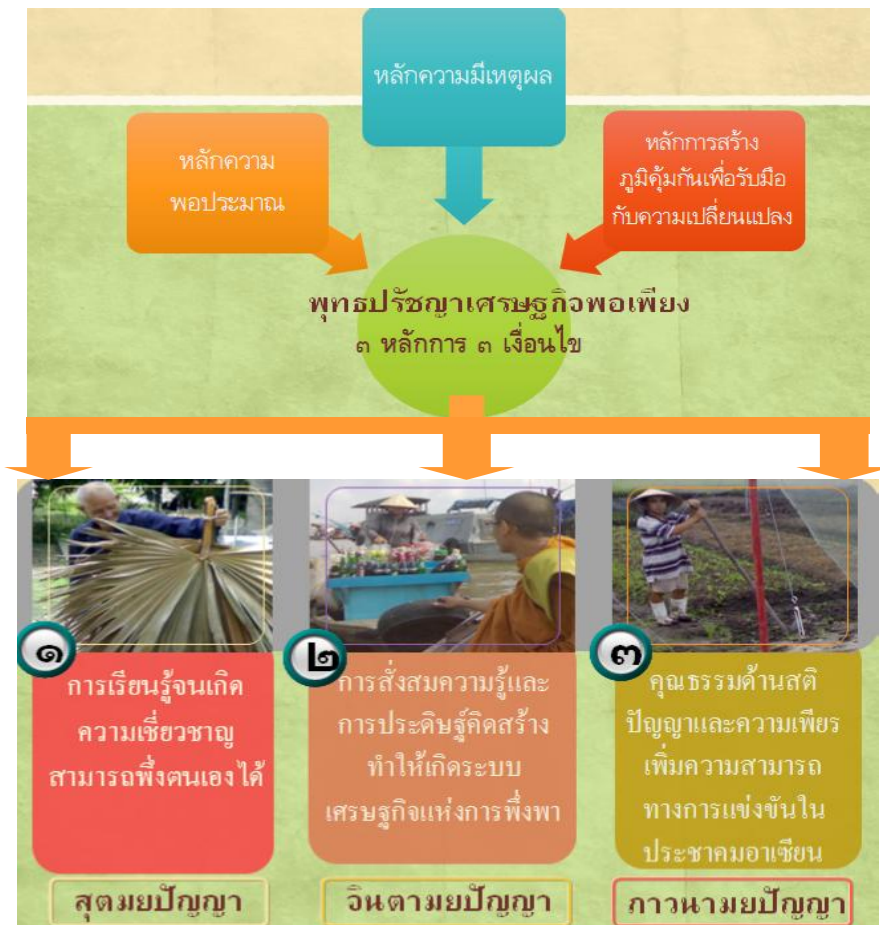 หลักความมีเหตุผล
หลักความ
พอประมาณ
หลักการสร้าง
ภูมิคุ้มกันเพื่อรับมือ
กับความเปลี่ยนแปลง
พุทธปรัชญาเศรษฐกิจพอเพียง
๓ หลักการ ๓ เงื่อนไข
๑
การเรียนรู้จนเกิด
ความเชี่ยวชาญ
สามารถพึ่งตนเองได้
สุตมยปัญญา
๒
การสั่งสมความรู้และ
การประดิษฐ์คิดสร้าง
ทำให้เกิดระบบ
เศรษฐกิจแห่งการพึ่งพา
จินตามยปัญญา
๓
คุณธรรมด้านสติ
ปัญญาและความเพียร
เพิ่มความสามารถ
ทางการแข่งขันใน
ประชาคมอาเซียน
ภาวนามยปัญญา